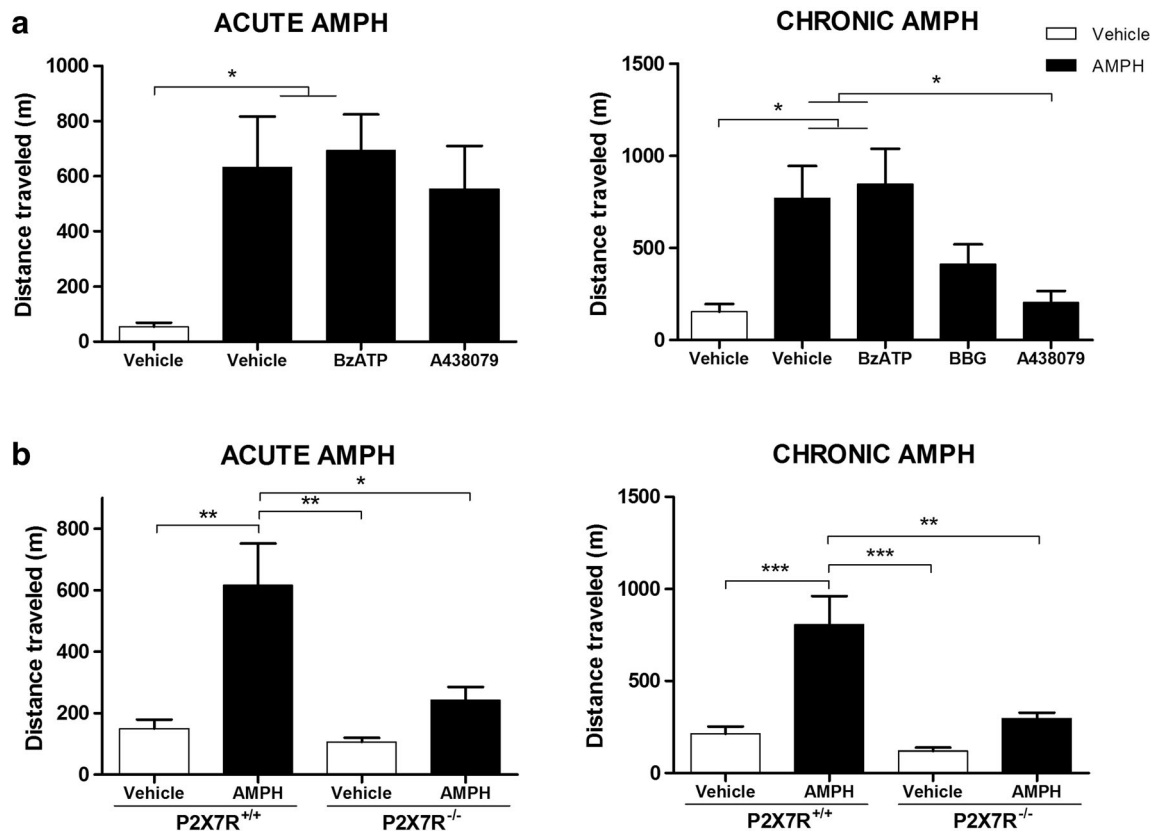 a
ACUTE AMPH
Distance traveled (m)
1000
800
600
400
200
0
*
Vehicle Vehicle BzATP A438079
CHRONIC AMPH
Vehicle
AMPH
Distance traveled (m)
1500
1000
500
0
* *
Vehicle Vehicle BzATP BBG A438079
b
ACUTE AMPH
Distance traveled (m)
800
600
400
200
0
*
** **
Vehicle AMPH Vehicle AMPH
P2X7R+/+ P2X7R-/-
CHRONIC AMPH
Distance traveled (m)
1500
1000
500
0
**
*** ***
Vehicle AMPH Vehicle AMPH
P2X7R+/+ P2X7R-/-